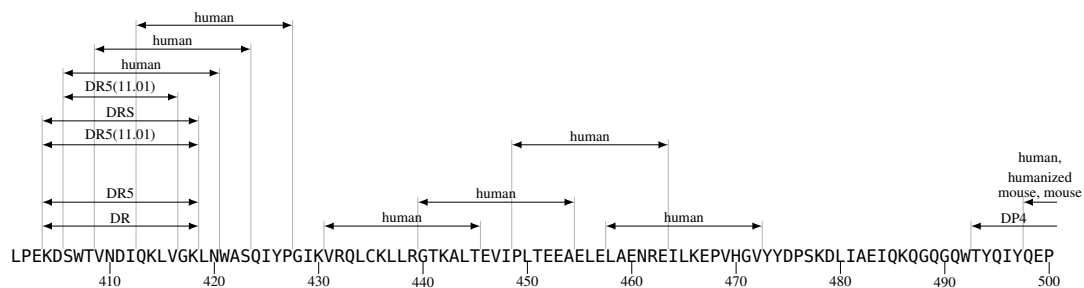 human
human
human
DR5(11.01)
DRS
DR5(11.01)
human
human,
humanized
DR5
human
mouse, mouse
DR
human
human
DP4
LPEKDSWTVNDIQKLVGKLNWASQIYPGIKVRQLCKLLRGTKALTEVIPLTEEAELELAENREILKEPVHGVYYDPSKDLIAEIQKQGQGQWTYQIYQEP
410 420 430 440 450 460 470 480 490 500